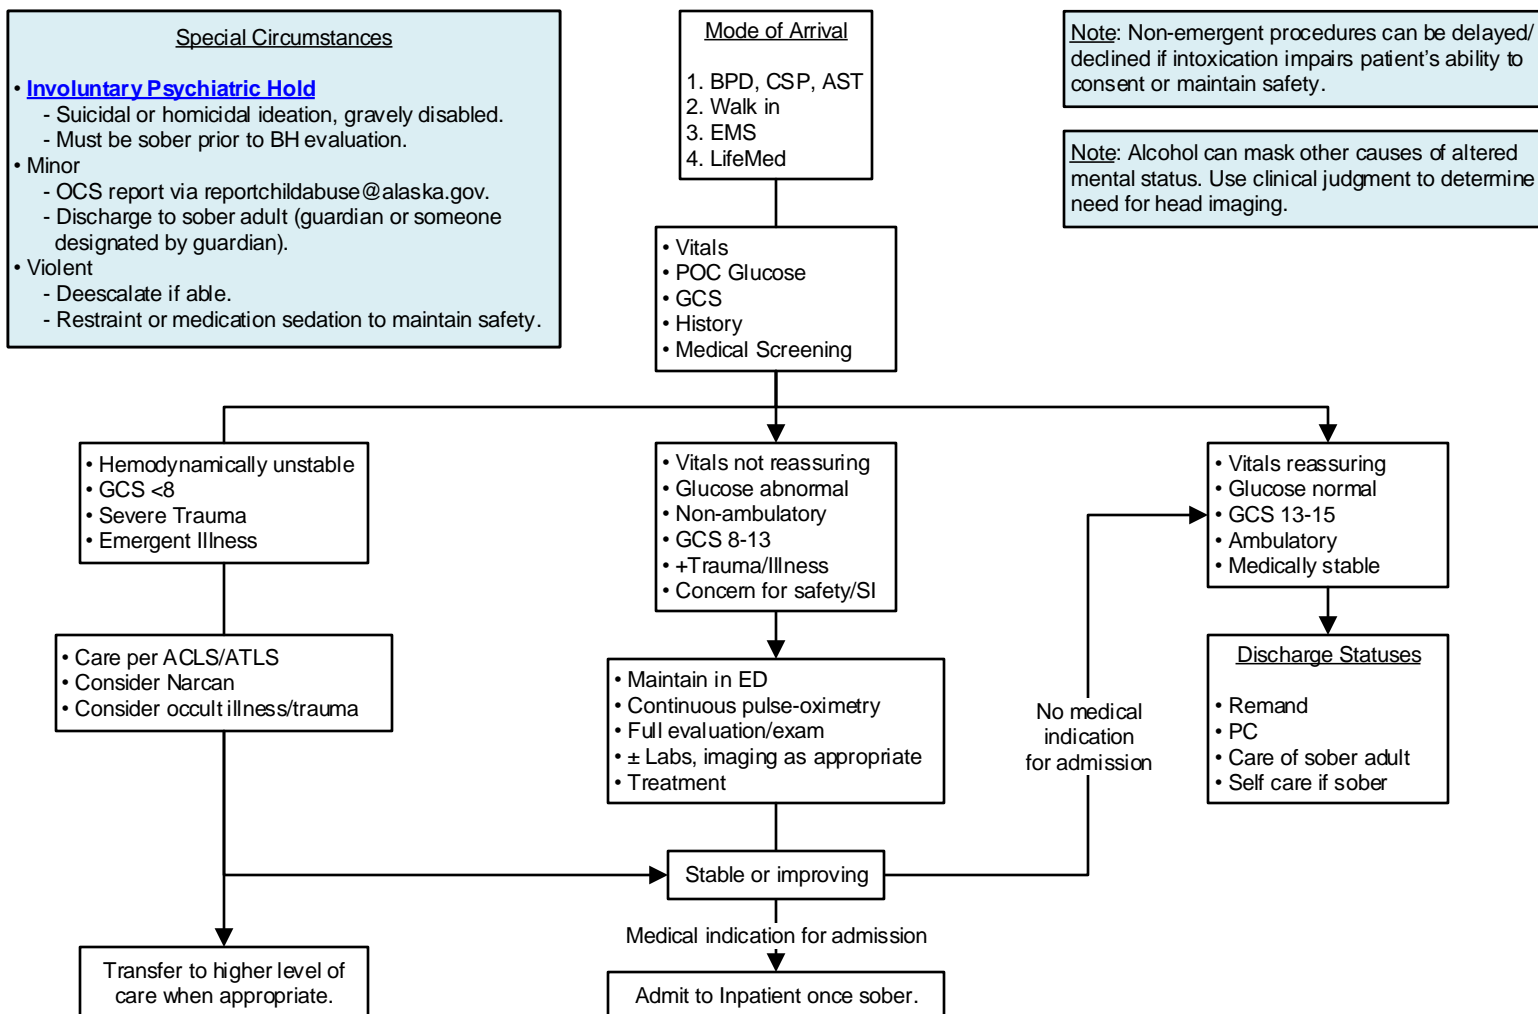 Special Circumstances
• Involuntary Psychiatric Hold
- Suicidal or homicidal ideation, gravely disabled.
- Must be sober prior to BH evaluation.
• Minor
- OCS report via reportchildabuse@alaska.gov.
- Discharge to sober adult (guardian or someone
designated by guardian).
• Violent
- Deescalate if able.
- Restraint or medication sedation to maintain safety.
Mode of Arrival
1. BPD, CSP, AST
2. Walk in
3. EMS
4. LifeMed
Note: Non-emergent procedures can be delayed/
declined if intoxication impairs patient's ability to
consent or maintain safety.
Note: Alcohol can mask other causes of altered
mental status. Use clinical judgment to determine
need for head imaging.
• Vitals
• POC Glucose
• GCS
• History
• Medical Screening
• Hemodynamically unstable
• GCS <8
• Severe Trauma
• Emergent Illness
• Vitals not reassuring
• Glucose abnormal
• Non-ambulatory
• GCS 8-13
• +Trauma/Illness
• Concern for safety/SI
• Vitals reassuring
• Glucose normal
• GCS 13-15
• Ambulatory
• Medically stable
• Care per ACLS/ATLS
• Consider Narcan
• Consider occult illness/trauma
• Maintain in ED
• Continuous pulse-oximetry
• Full evaluation/exam
• ± Labs, imaging as appropriate
• Treatment
No medical
indication
for admission
Discharge Statuses
• Remand
• PC
• Care of sober adult
• Self care if sober
Stable or improving
Medical indication for admission
Transfer to higher level of
care when appropriate.
Admit to Inpatient once sober.